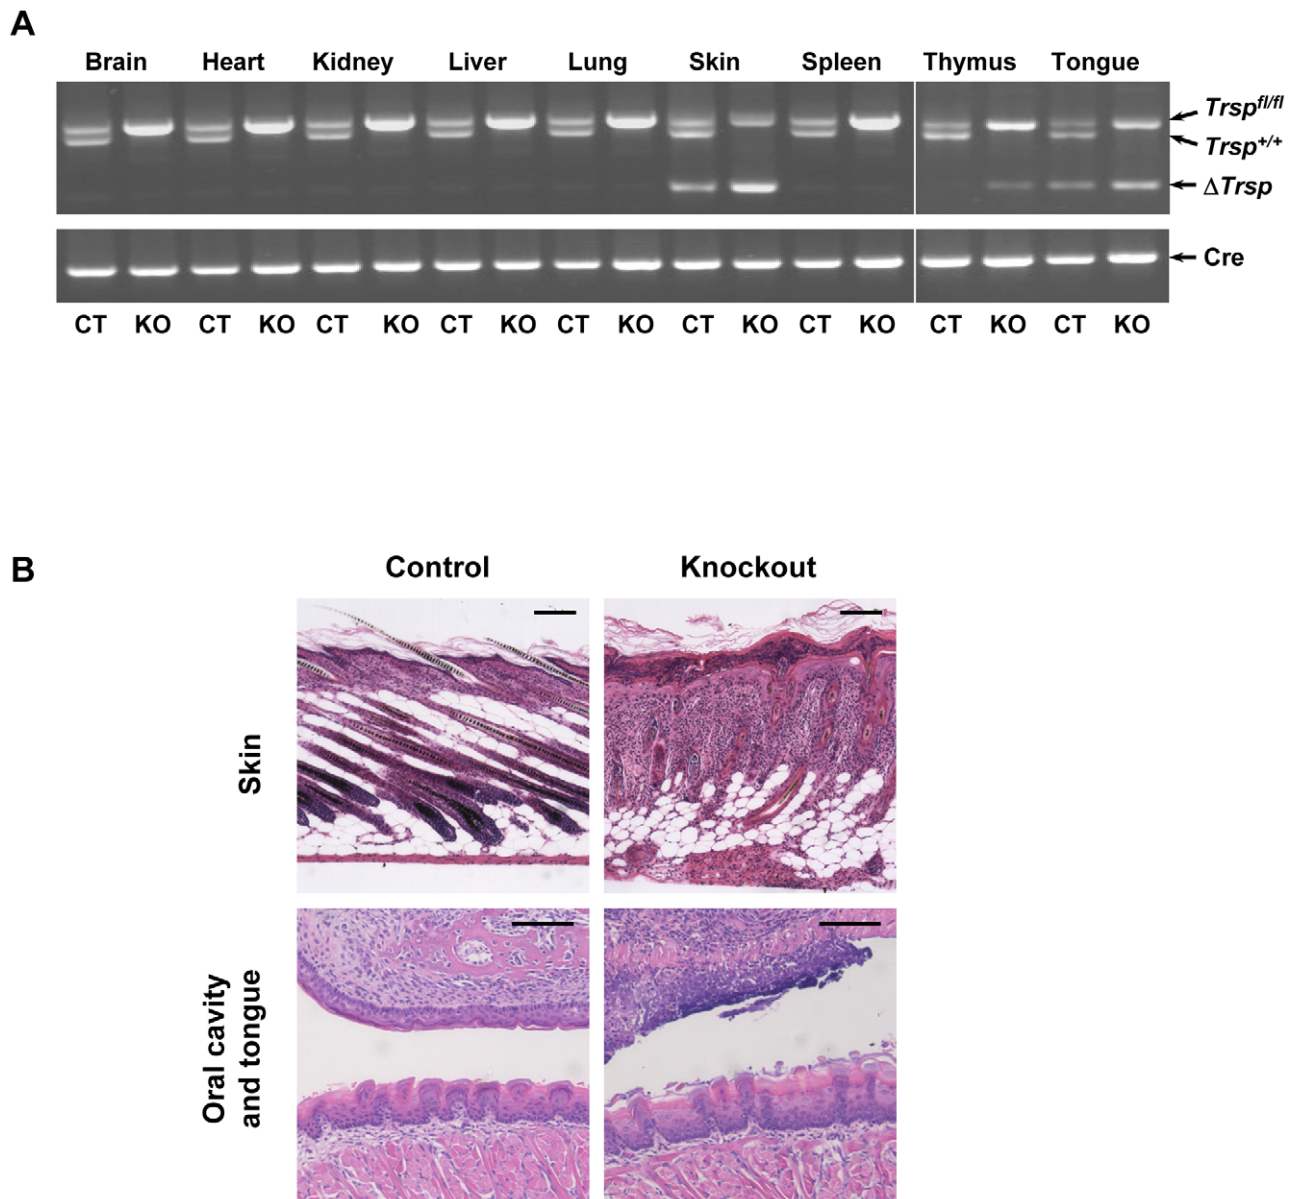 A
Brain Heart Kidney Liver Lung Skin Spleen Thymus Tongue
Trsp^fl/fl
Trsp^+/+
ΔTrsp
Cre
CT KO CT KO CT KO CT KO CT KO CT KO CT KO CT KO CT KO
B
Control Knockout
Skin
Oral cavity
and tongue